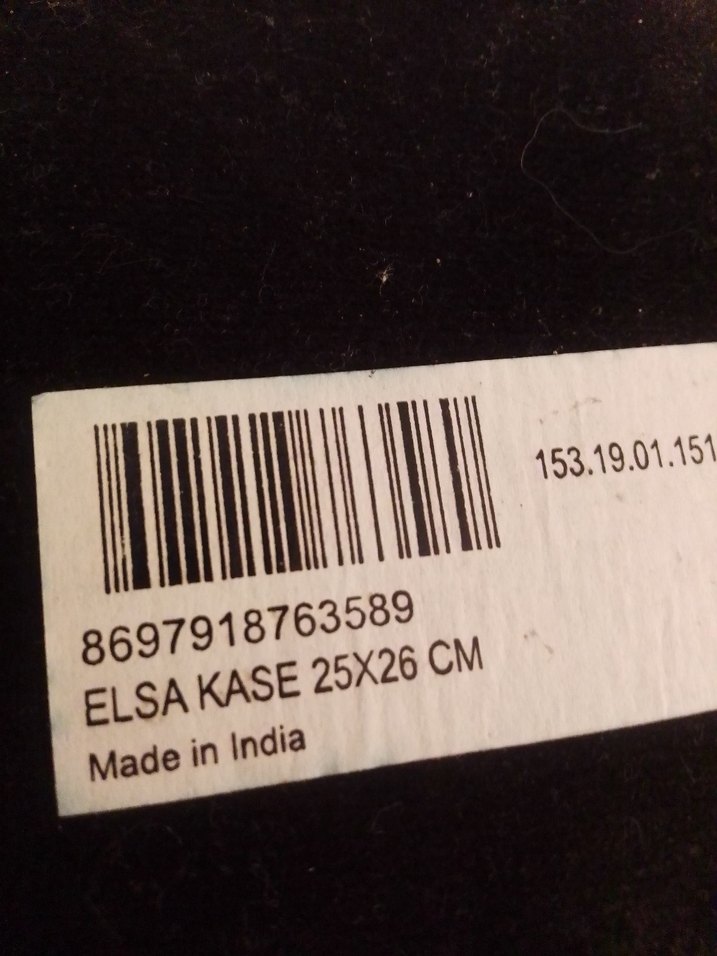 153.19.01.151
8697918763589
ELSA KASE 25X26 CM
Made in India